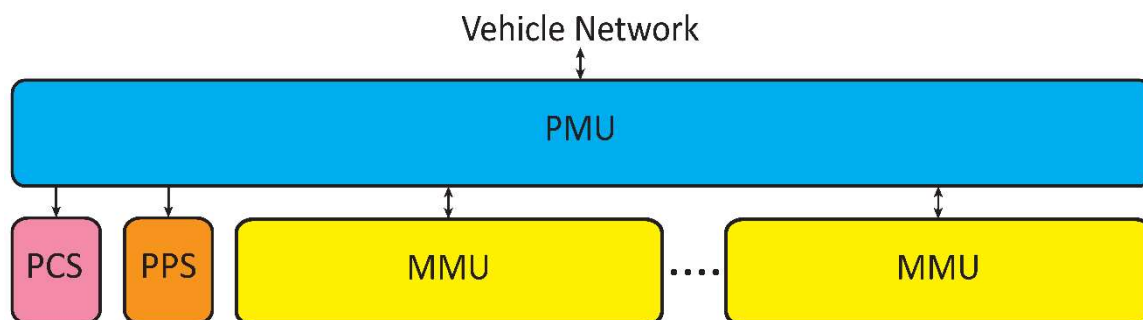 Vehicle Network
PMU
PCS PPS MMU .... MMU